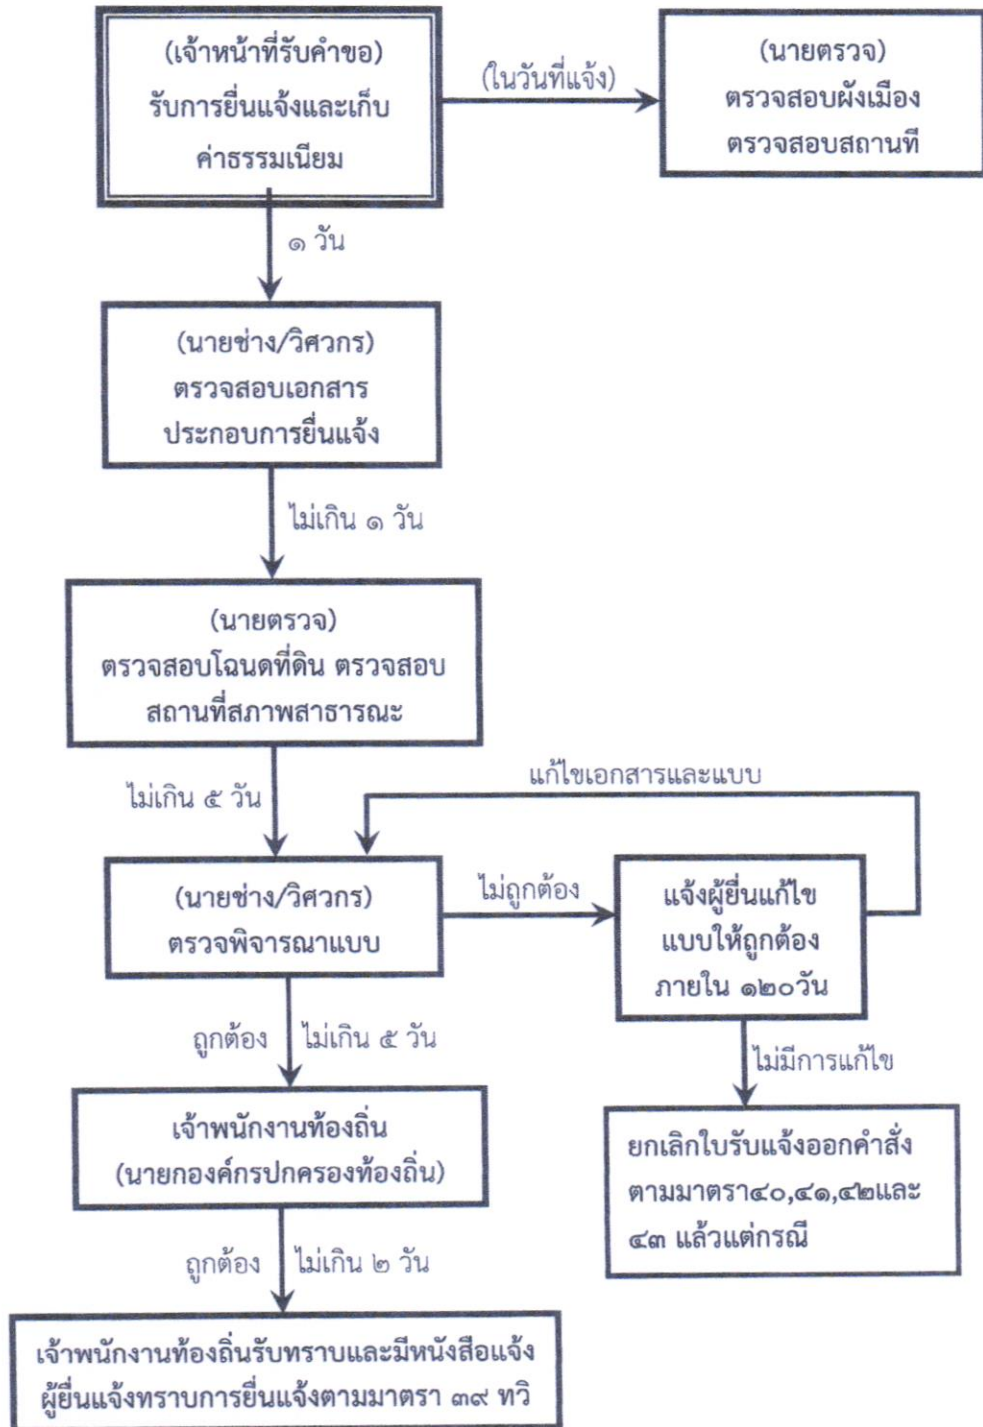 (เจ้าหน้าที่รับคำขอ)
รับการยื่นแจ้งและเก็บ
ค่าธรรมเนียม
(ในวันที่แจ้ง)
(นายตรวจ)
ตรวจสอบผังเมือง
ตรวจสอบสถานที
๑ วัน
(นายช่าง/วิศวกร)
ตรวจสอบเอกสาร
ประกอบการยื่นแจ้ง
ไม่เกิน ๑ วัน
(นายตรวจ)
ตรวจสอบโฉนดที่ดิน ตรวจสอบ
สถานที่สภาพสาธารณะ
ไม่เกิน ๕ วัน
แก้ไขเอกสารและแบบ
(นายช่าง/วิศวกร)
ตรวจพิจารณาแบบ
ไม่ถูกต้อง
แจ้งผู้ยื่นแก้ไข
แบบให้ถูกต้อง
ภายใน ๑๒๐วัน
ถูกต้อง ไม่เกิน ๕ วัน
ไม่มีการแก้ไข
เจ้าพนักงานท้องถิ่น
(นายกองค์กรปกครองท้องถิ่น)
ยกเลิกใบรับแจ้งออกคำสั่ง
ตามมาตรา๔๐,๔๑,๔๒และ
๔๓ แล้วแต่กรณี
ถูกต้อง ไม่เกิน ๒ วัน
เจ้าพนักงานท้องถิ่นรับทราบและมีหนังสือแจ้ง
ผู้ยื่นแจ้งทราบการยื่นแจ้งตามมาตรา ๓๙ ทวิ